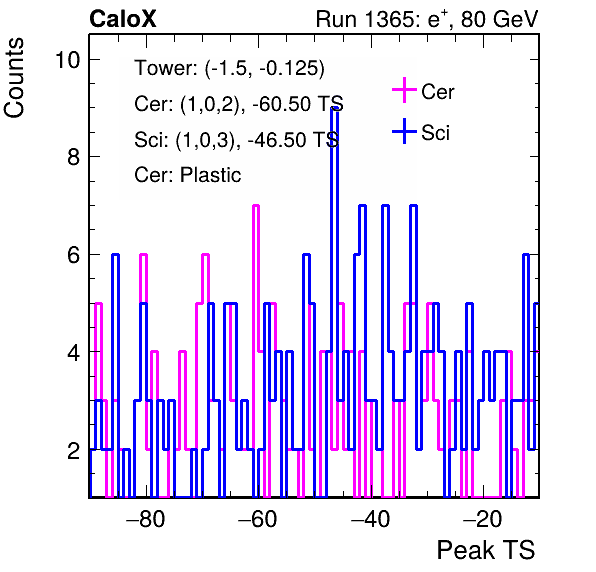 CaloX Run 1365: e⁺, 80 GeV
Counts
10
8
6
4
2
Tower: (-1.5, -0.125)
Cer: (1,0,2), -60.50 TS
Sci: (1,0,3), -46.50 TS
Cer: Plastic
Cer
Sci
−80 −60 −40 −20
Peak TS